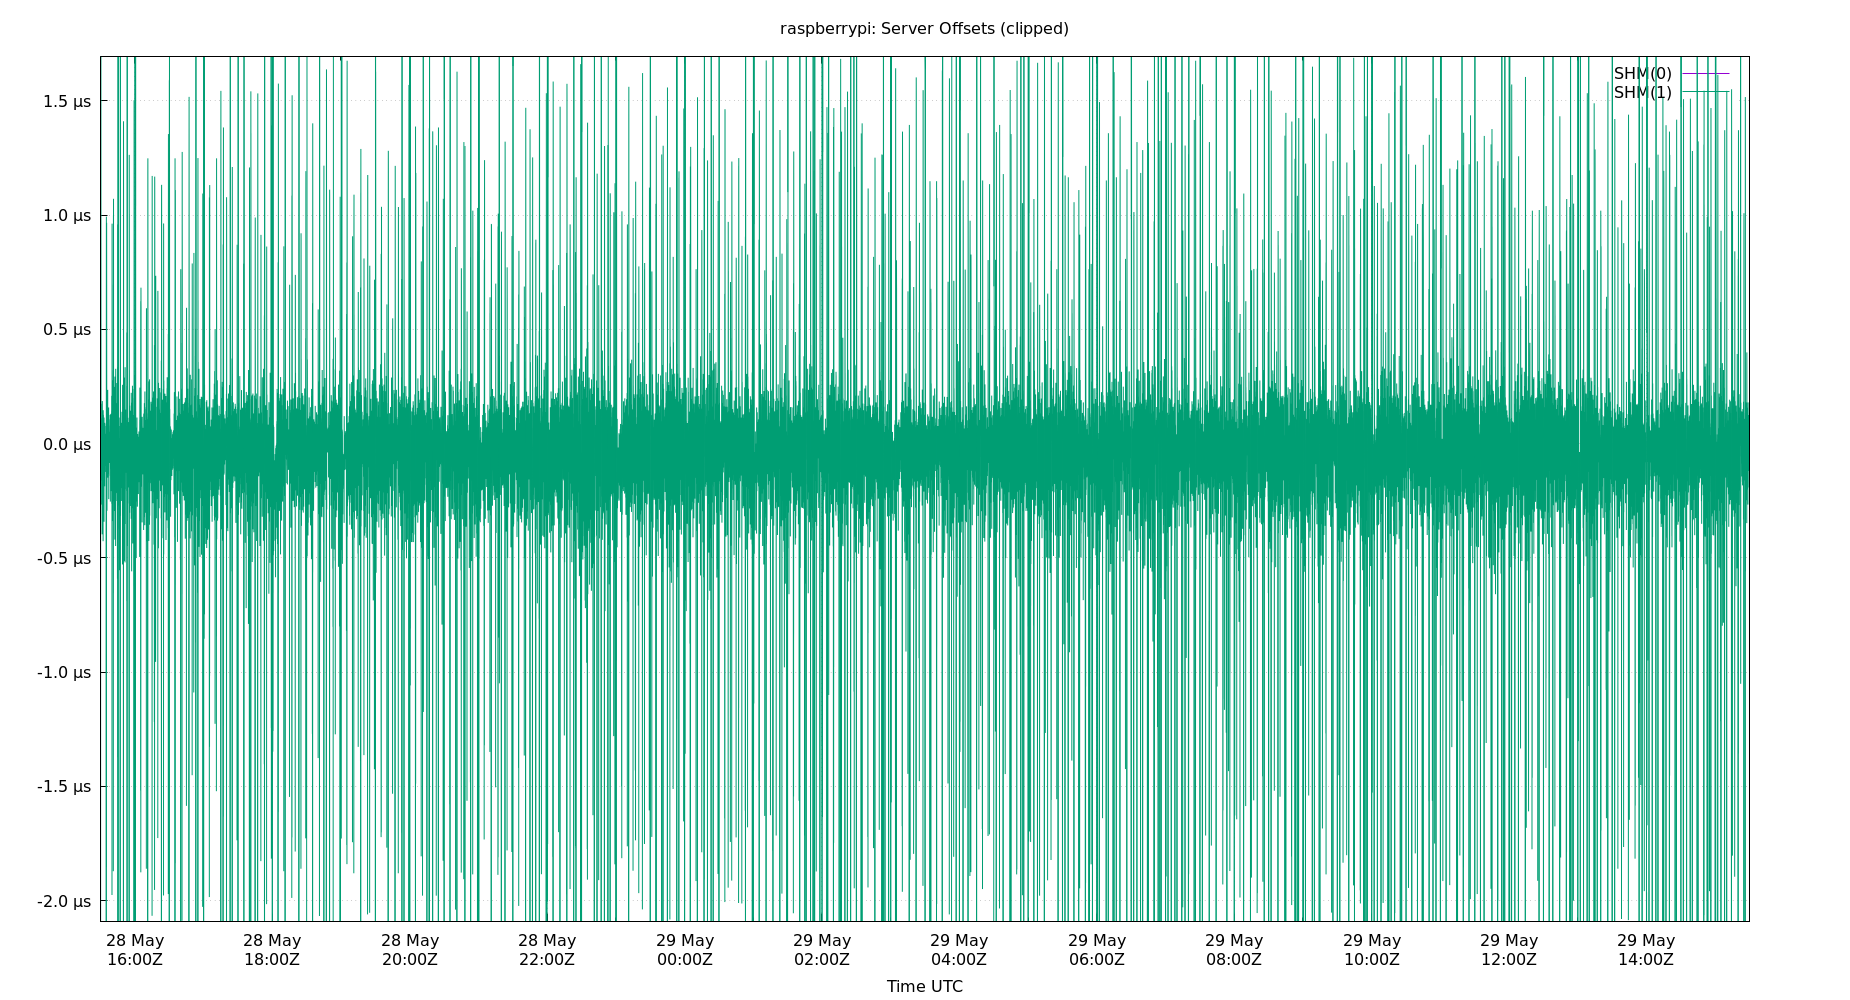 raspberrypi: Server Offsets (clipped)
SHM(0)
SHM(1)
1.5 µs
1.0 µs
0.5 µs
0.0 µs
-0.5 µs
-1.0 µs
-1.5 µs
-2.0 µs
28 May 28 May 28 May 28 May 29 May 29 May 29 May 29 May 29 May 29 May 29 May 29 May
16:00Z 18:00Z 20:00Z 22:00Z 00:00Z 02:00Z 04:00Z 06:00Z 08:00Z 10:00Z 12:00Z 14:00Z
Time UTC